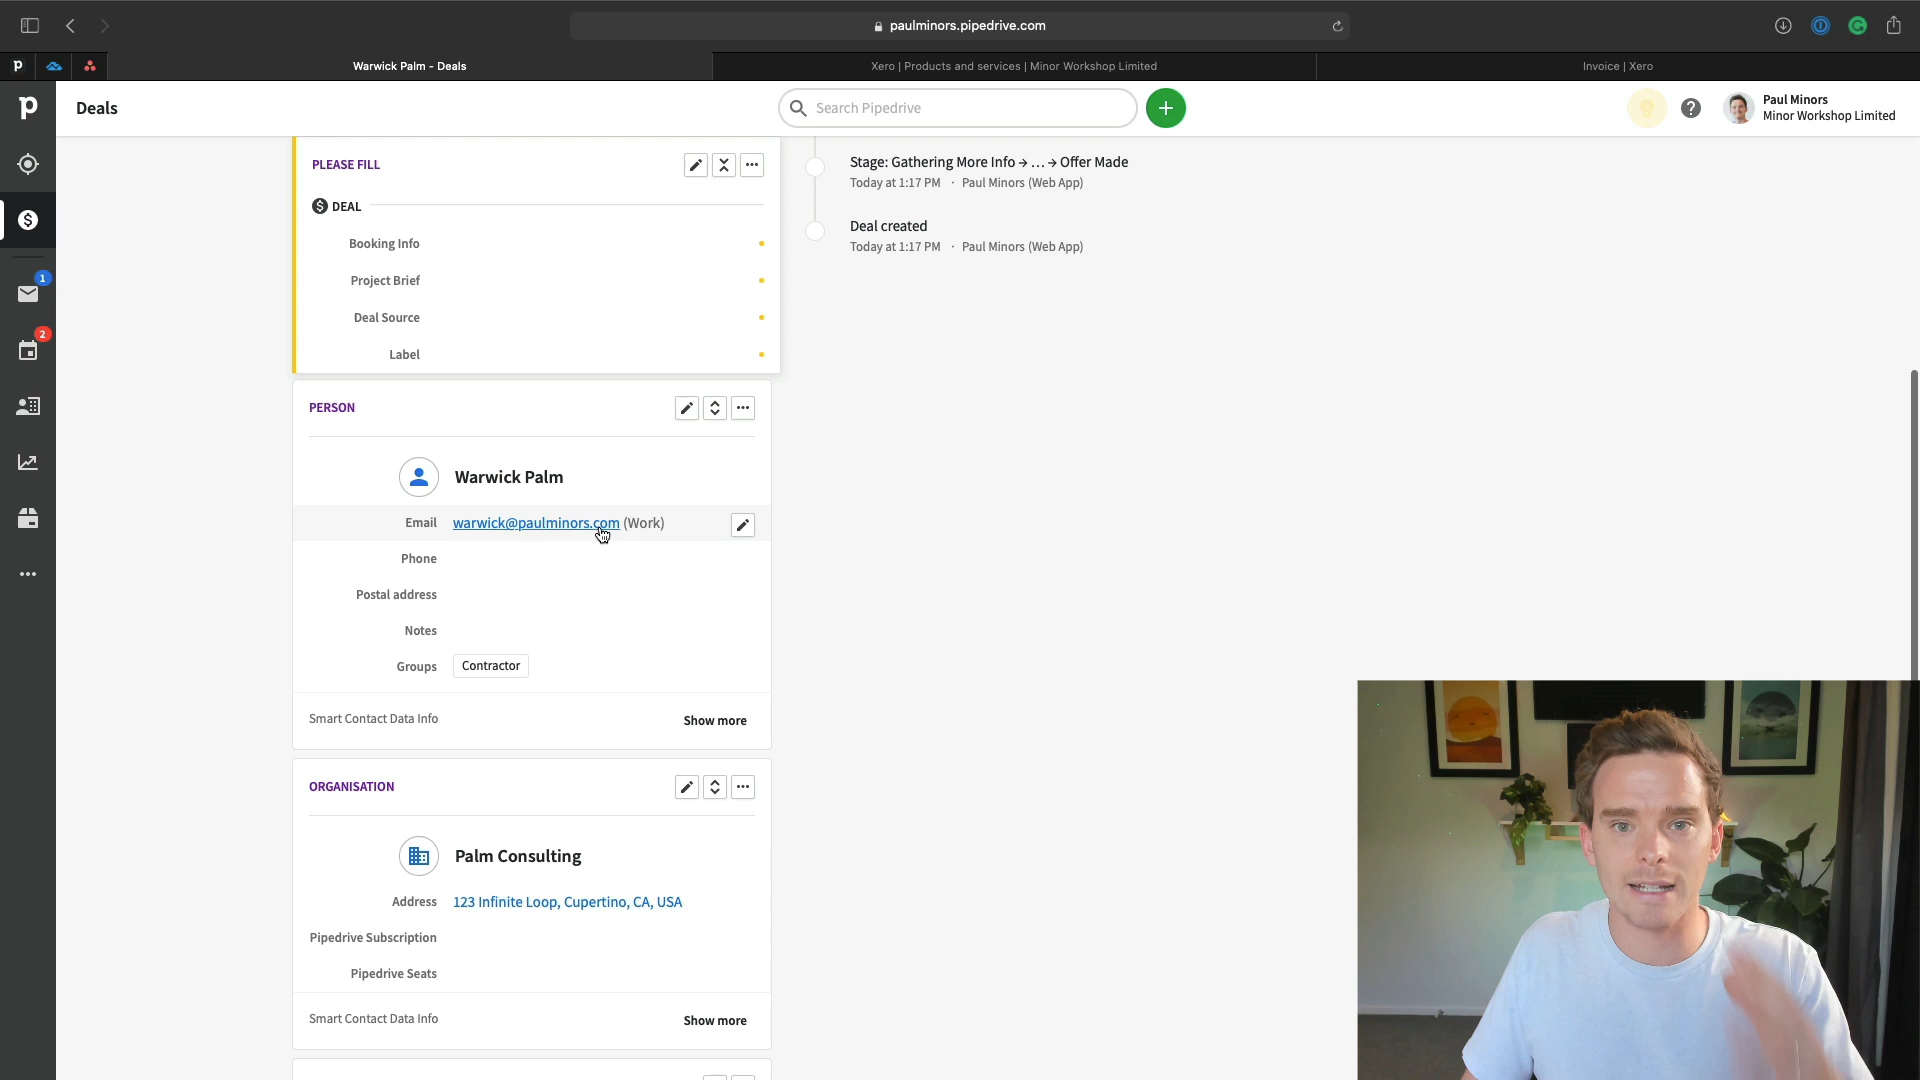 paulminors.pipedrive.com
Warwick Palm - Deals
Xero | Products and services | Minor Workshop Limited
Invoice | Xero
Deals
Search Pipedrive
Paul Minors
Minor Workshop Limited
1
2
PLEASE FILL
DEAL
Booking Info
Project Brief
Deal Source
Label
Stage: Gathering More Info → ... → Offer Made
Today at 1:17 PM · Paul Minors (Web App)
Deal created
Today at 1:17 PM · Paul Minors (Web App)
PERSON
Warwick Palm
Email warwick@paulminors.com (Work)
Phone
Postal address
Notes
Groups Contractor
Smart Contact Data Info Show more
ORGANISATION
Palm Consulting
Address 123 Infinite Loop, Cupertino, CA, USA
Pipedrive Subscription
Pipedrive Seats
Smart Contact Data Info Show more